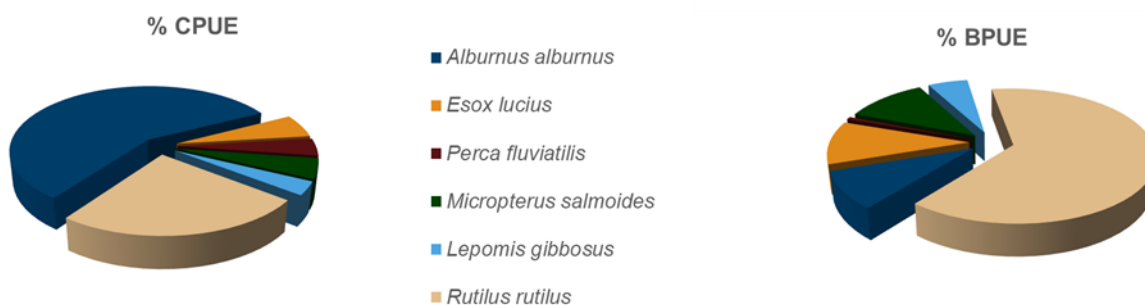 % CPUE
Alburnus alburnus
Esox lucius
Perca fluviatilis
Micropterus salmoides
Lepomis gibbosus
Rutilus rutilus
% BPUE